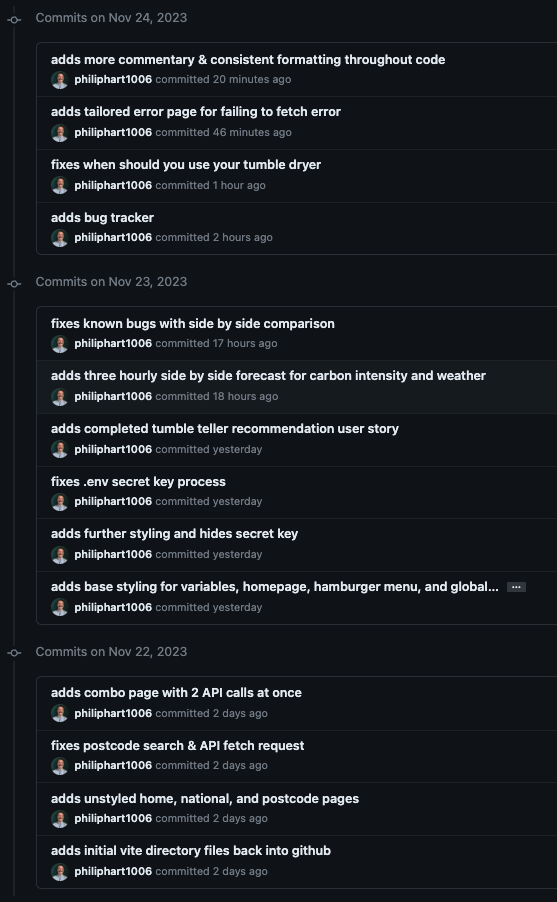 Commits on Nov 24, 2023
adds more commentary & consistent formatting throughout code
philiphart1006 committed 20 minutes ago
adds tailored error page for failing to fetch error
philiphart1006 committed 46 minutes ago
fixes when should you use your tumble dryer
philiphart1006 committed 1 hour ago
adds bug tracker
philiphart1006 committed 2 hours ago
Commits on Nov 23, 2023
fixes known bugs with side by side comparison
philiphart1006 committed 17 hours ago
adds three hourly side by side forecast for carbon intensity and weather
philiphart1006 committed 18 hours ago
adds completed tumble teller recommendation user story
philiphart1006 committed yesterday
fixes .env secret key process
philiphart1006 committed yesterday
adds further styling and hides secret key
philiphart1006 committed yesterday
adds base styling for variables, homepage, hamburger menu, and global... ...
philiphart1006 committed yesterday
Commits on Nov 22, 2023
adds combo page with 2 API calls at once
philiphart1006 committed 2 days ago
fixes postcode search & API fetch request
philiphart1006 committed 2 days ago
adds unstyled home, national, and postcode pages
philiphart1006 committed 2 days ago
adds initial vite directory files back into github
philiphart1006 committed 2 days ago